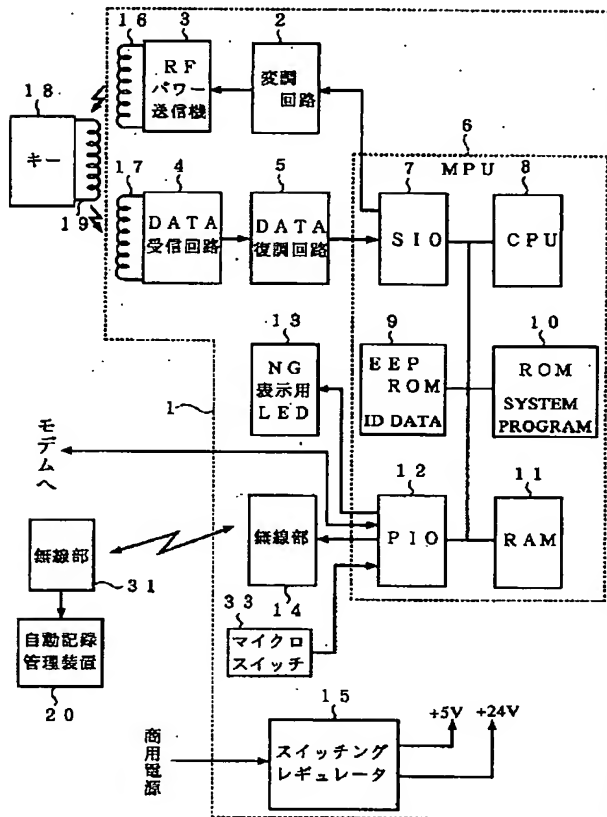 16
3
2
RF
パワー
送信機
変調
回路
18
キー
19
6
MPU
17
4
5
7
8
DATA
受信回路
DATA
復調回路
SIO
CPU
13
9
10
NG
表示用
LED
EEP
ROM
ID DATA
ROM
SYSTEM
PROGRAM
1
モデムへ
12
11
PIO
RAM
無線部
31
無線部
14
33
マイクロ
スイッチ
自動記録
管理装置
20
15
+5V
+24V
商用電源
スイッチング
レギュレータ